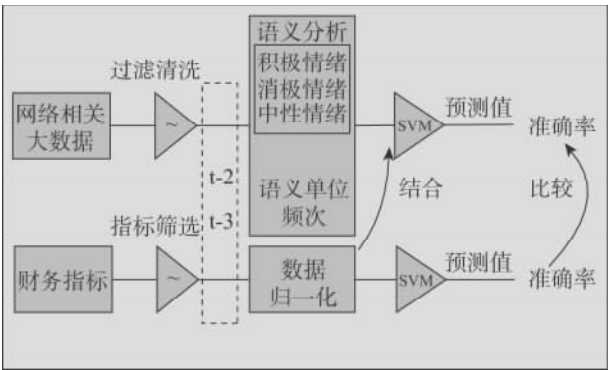 语义分析
过滤清洗
积极情绪
消极情绪
中性情绪
网络相关
大数据
~
SVM
预测值
准确率
t-2
语义单位
频次
结合
比较
指标筛选
t-3
财务指标
~
数据
归一化
SVM
预测值
准确率